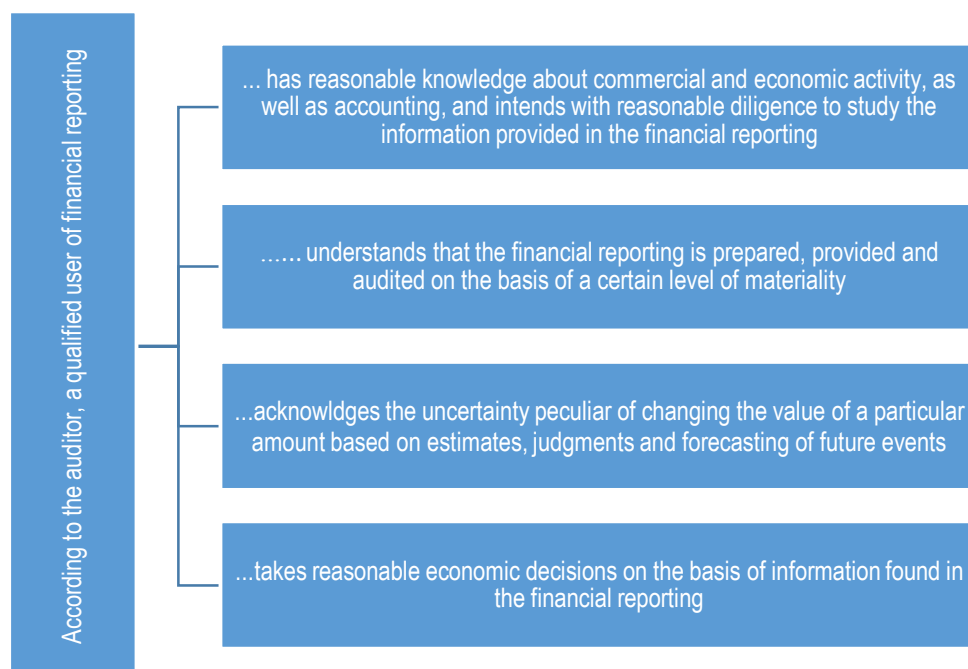 According to the auditor, a qualified user of financial reporting
... has reasonable knowledge about commercial and economic activity, as
well as accounting, and intends with reasonable diligence to study the
information provided in the financial reporting
...... understands that the financial reporting is prepared, provided and
audited on the basis of a certain level of materiality
...acknowldges the uncertainty peculiar of changing the value of a particular
amount based on estimates, judgments and forecasting of future events
...takes reasonable economic decisions on the basis of information found in
the financial reporting